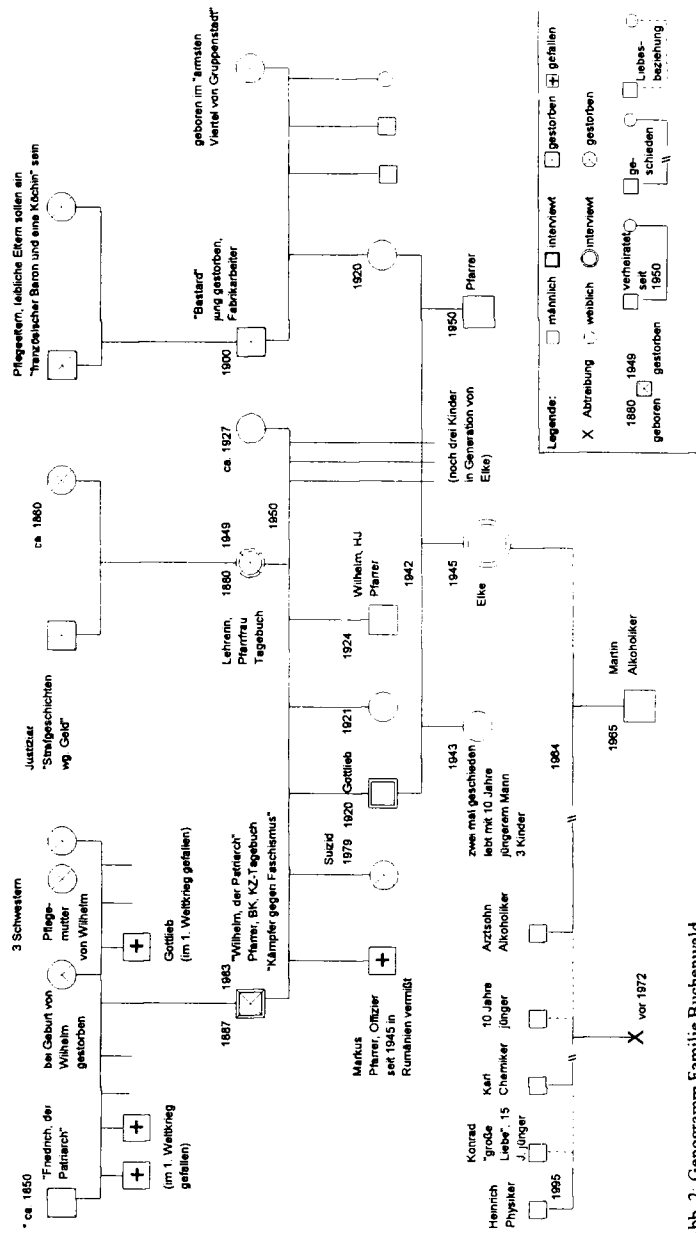 * ca. 1850
"Friedrich, der
Patriarch"
(im 1. Weltkrieg
gefallen)
bei Geburt von
Wilhelm
gestorben
3 Schwestern
Pflege-
mutter
von Wilhelm
Gottlieb
(im 1. Weltkrieg gefallen)
Justiziar
"Strafgeschichten
wg. Geld"
ca 1860
Pflegeeltern, leibliche Eltern sollen ein
"französischer Baron und eine Köchin" sein
1887 1963
"Wilhelm, der Patriarch"
Pfarrer, BK, KZ-Tagebuch
"Kämpfer gegen Faschismus"
Lehrerin,
Pfarrfrau
Tagebuch
1880 1949
1950
ca. 1927
"Bastard"
jung gestorben,
Fabrikarbeiter
1900
geboren im "ärmsten
Viertel von Gruppenstadt"
Markus
Pfarrer, Offizier
seit 1945 in
Rumänien vermißt
Suizid
1979
1920 Gottlieb
1921
1924
Wilhelm, HJ
Pfarrer
(noch drei Kinder
in Generation von
Elke)
1920
1942
1943
zwei mal geschieden
lebt mit 10 Jahre
jüngerem Mann
3 Kinder
1945
Elke
1950
Pfarrer
Heinrich
Physiker
1995
Konrad
"große
Liebe", 15
J. jünger
Karl
Chemiker
10 Jahre
jünger
Arztsohn
Alkoholiker
1964
vor 1972
1965
Martin
Alkoholiker
Legende:
männlich interviewt gestorben gefallen
X Abtreibung weiblich interviewt gestorben
1880 1949
geboren gestorben
verheiratet
seit
1950
ge-
schieden
Liebes-
beziehung
bb. 2: Genogramm Familie Buchenwald